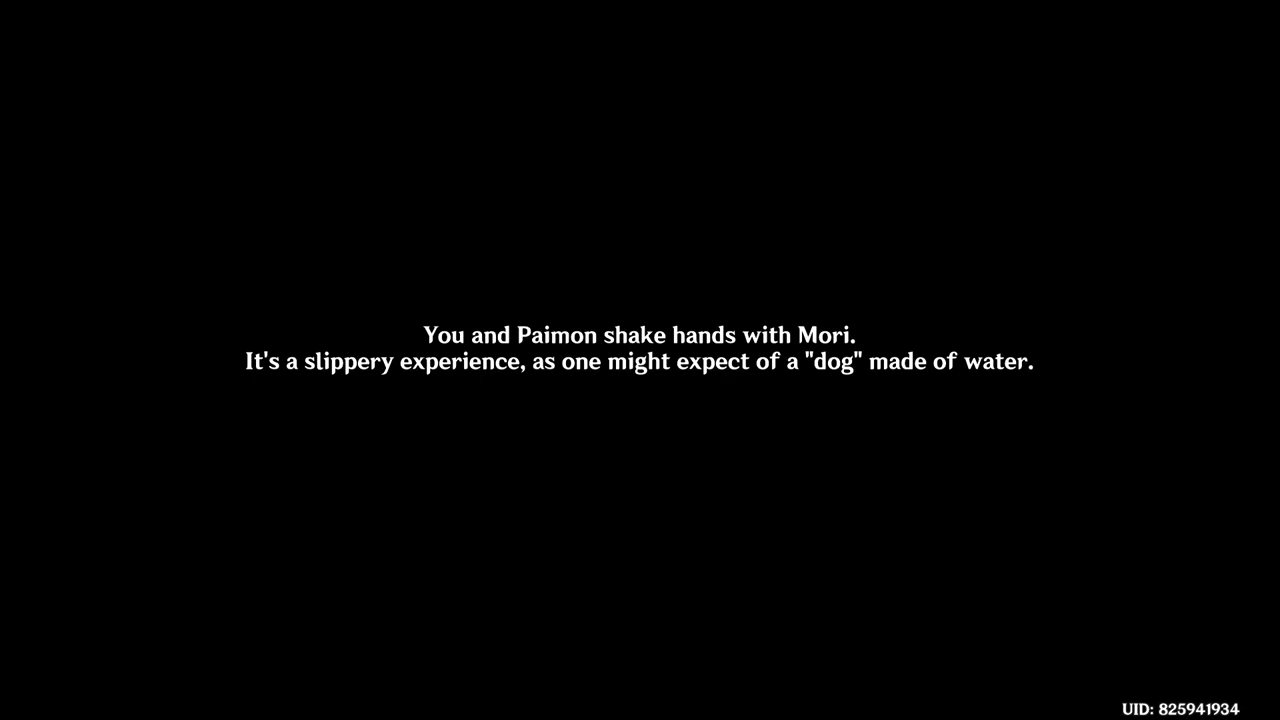 You and Paimon shake hands with Mori.
It's a slippery experience, as one might expect of a "dog" made of water.
UID: 825941934